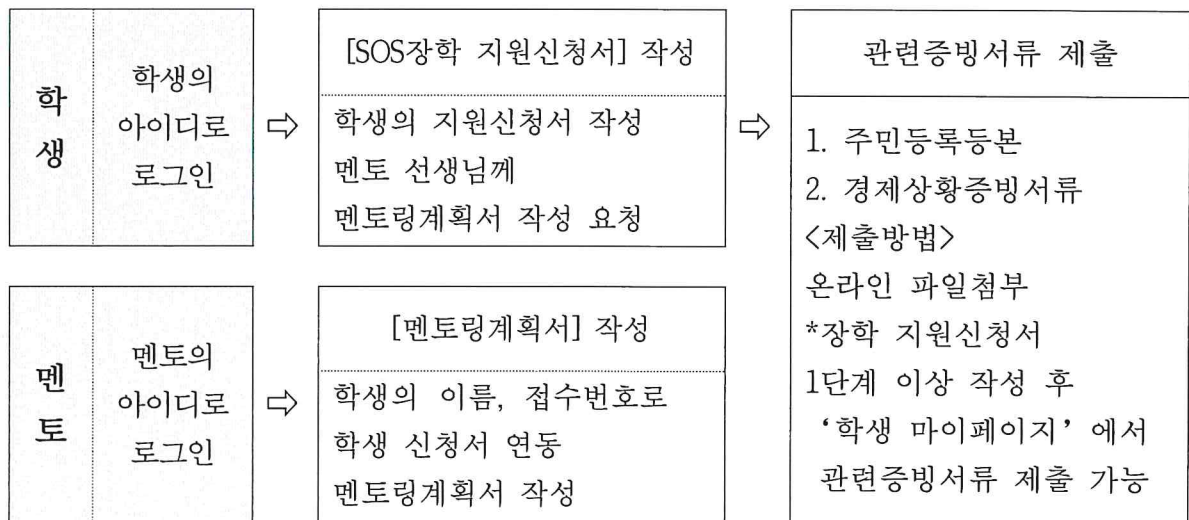 학
생
학생의
아이디로
로그인
⇨
[SOS장학 지원신청서] 작성
학생의 지원신청서 작성
멘토 선생님께
멘토링계획서 작성 요청
⇨
관련증빙서류 제출
1. 주민등록등본
2. 경제상황증빙서류
<제출방법>
온라인 파일첨부
*장학 지원신청서
1단계 이상 작성 후
‘학생 마이페이지’에서
관련증빙서류 제출 가능
멘
토
멘토의
아이디로
로그인
⇨
[멘토링계획서] 작성
학생의 이름, 접수번호로
학생 신청서 연동
멘토링계획서 작성